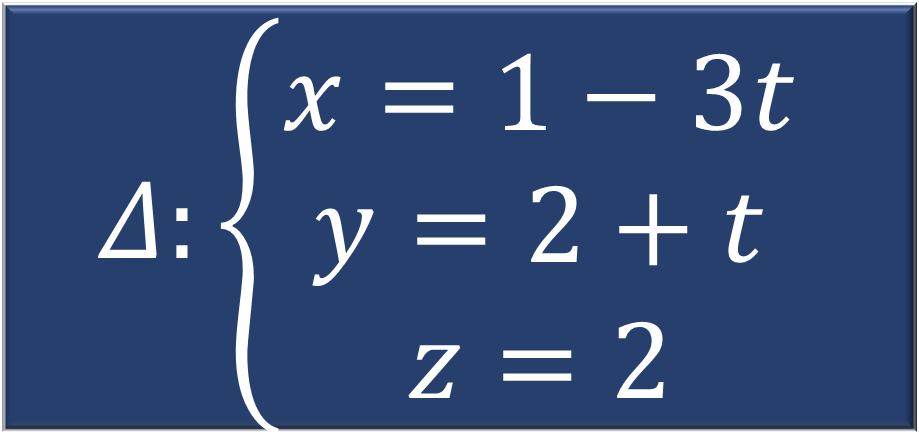 x = 1 − 3t
Δ: { y = 2 + t
z = 2